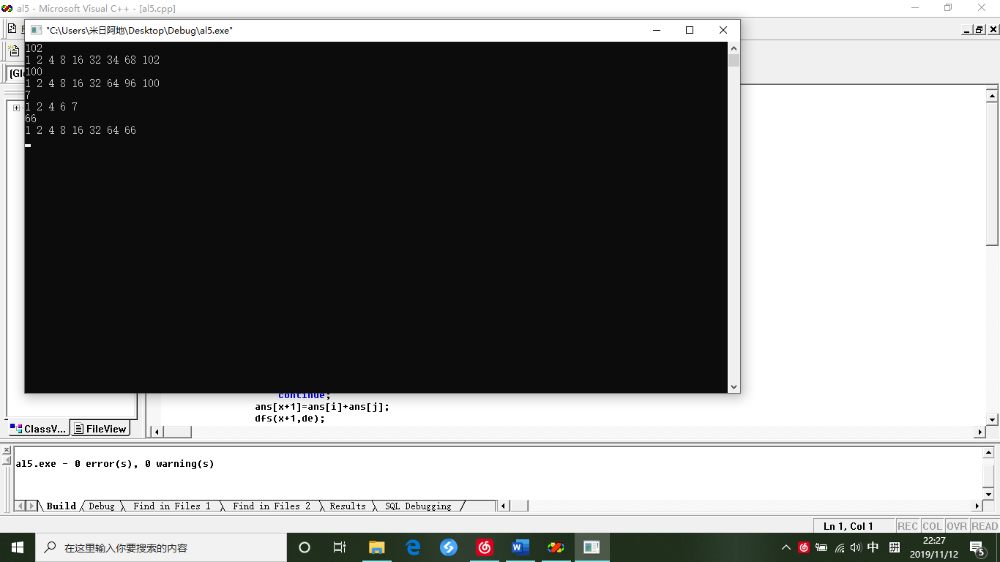 al5 - Microsoft Visual C++ - [al5.cpp]
"C:\Users\米日阿地\Desktop\Debug\al5.exe"
102
1 2 4 8 16 32 34 68 102
100
1 2 4 8 16 32 64 96 100
7
1 2 4 6 7
66
1 2 4 8 16 32 64 66
continue;
ans[x+1]=ans[i]+ans[j];
dfs(x+1,de);
ClassV... FileView
al5.exe - 0 error(s), 0 warning(s)
Build Debug Find in Files 1 Find in Files 2 Results SQL Debugging
Ln 1, Col 1 REC COL OVR READ
在这里输入你要搜索的内容
中 拼 22:27
2019/11/12 5